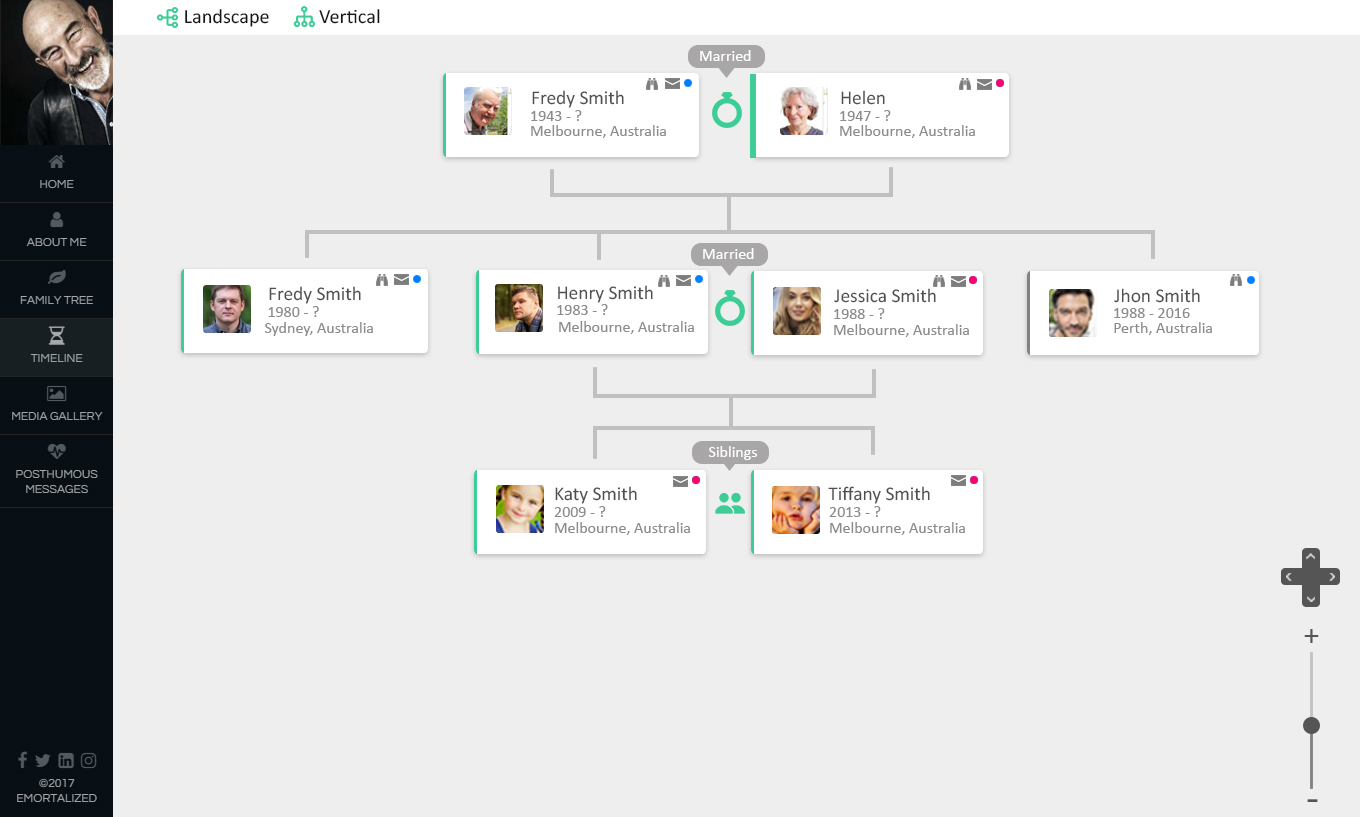 Landscape
Vertical
HOME
ABOUT ME
FAMILY TREE
TIMELINE
MEDIA GALLERY
POSTHUMOUS
MESSAGES
©2017
EMORTALIZED
Married
Fredy Smith
1943 - ?
Melbourne, Australia
Helen
1947 - ?
Melbourne, Australia
Married
Fredy Smith
1980 - ?
Sydney, Australia
Henry Smith
1983 - ?
Melbourne, Australia
Jessica Smith
1988 - ?
Melbourne, Australia
Jhon Smith
1988 - 2016
Perth, Australia
Siblings
Katy Smith
2009 - ?
Melbourne, Australia
Tiffany Smith
2013 - ?
Melbourne, Australia
+
-